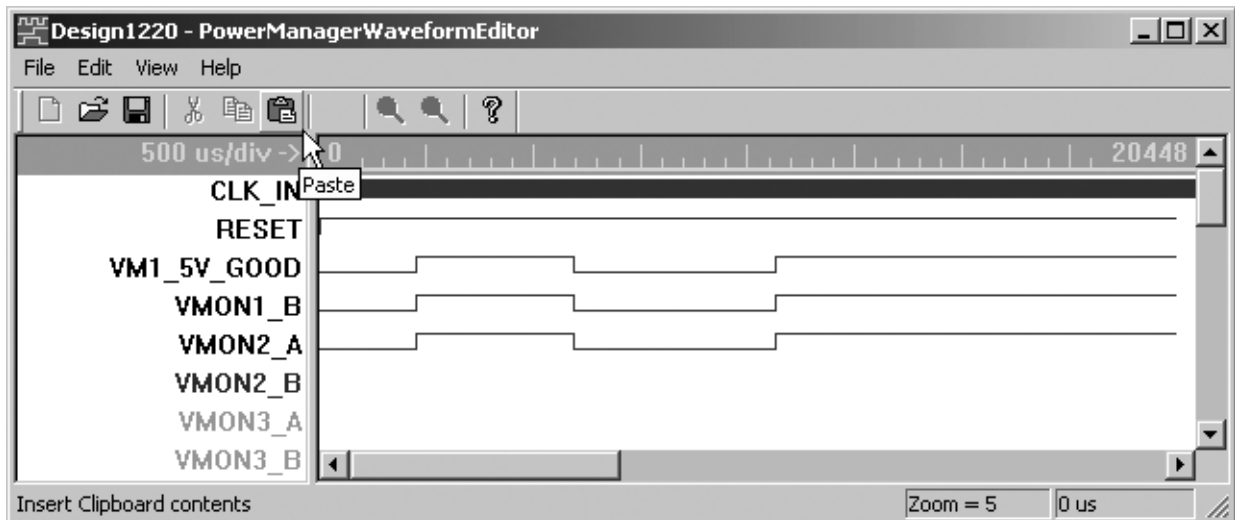 Design1220 - PowerManagerWaveformEditor
File Edit View Help
500 us/div -> 0 20448
Paste
CLK_IN
RESET
VM1_5V_GOOD
VMON1_B
VMON2_A
VMON2_B
VMON3_A
VMON3_B
Insert Clipboard contents Zoom = 5 0 us